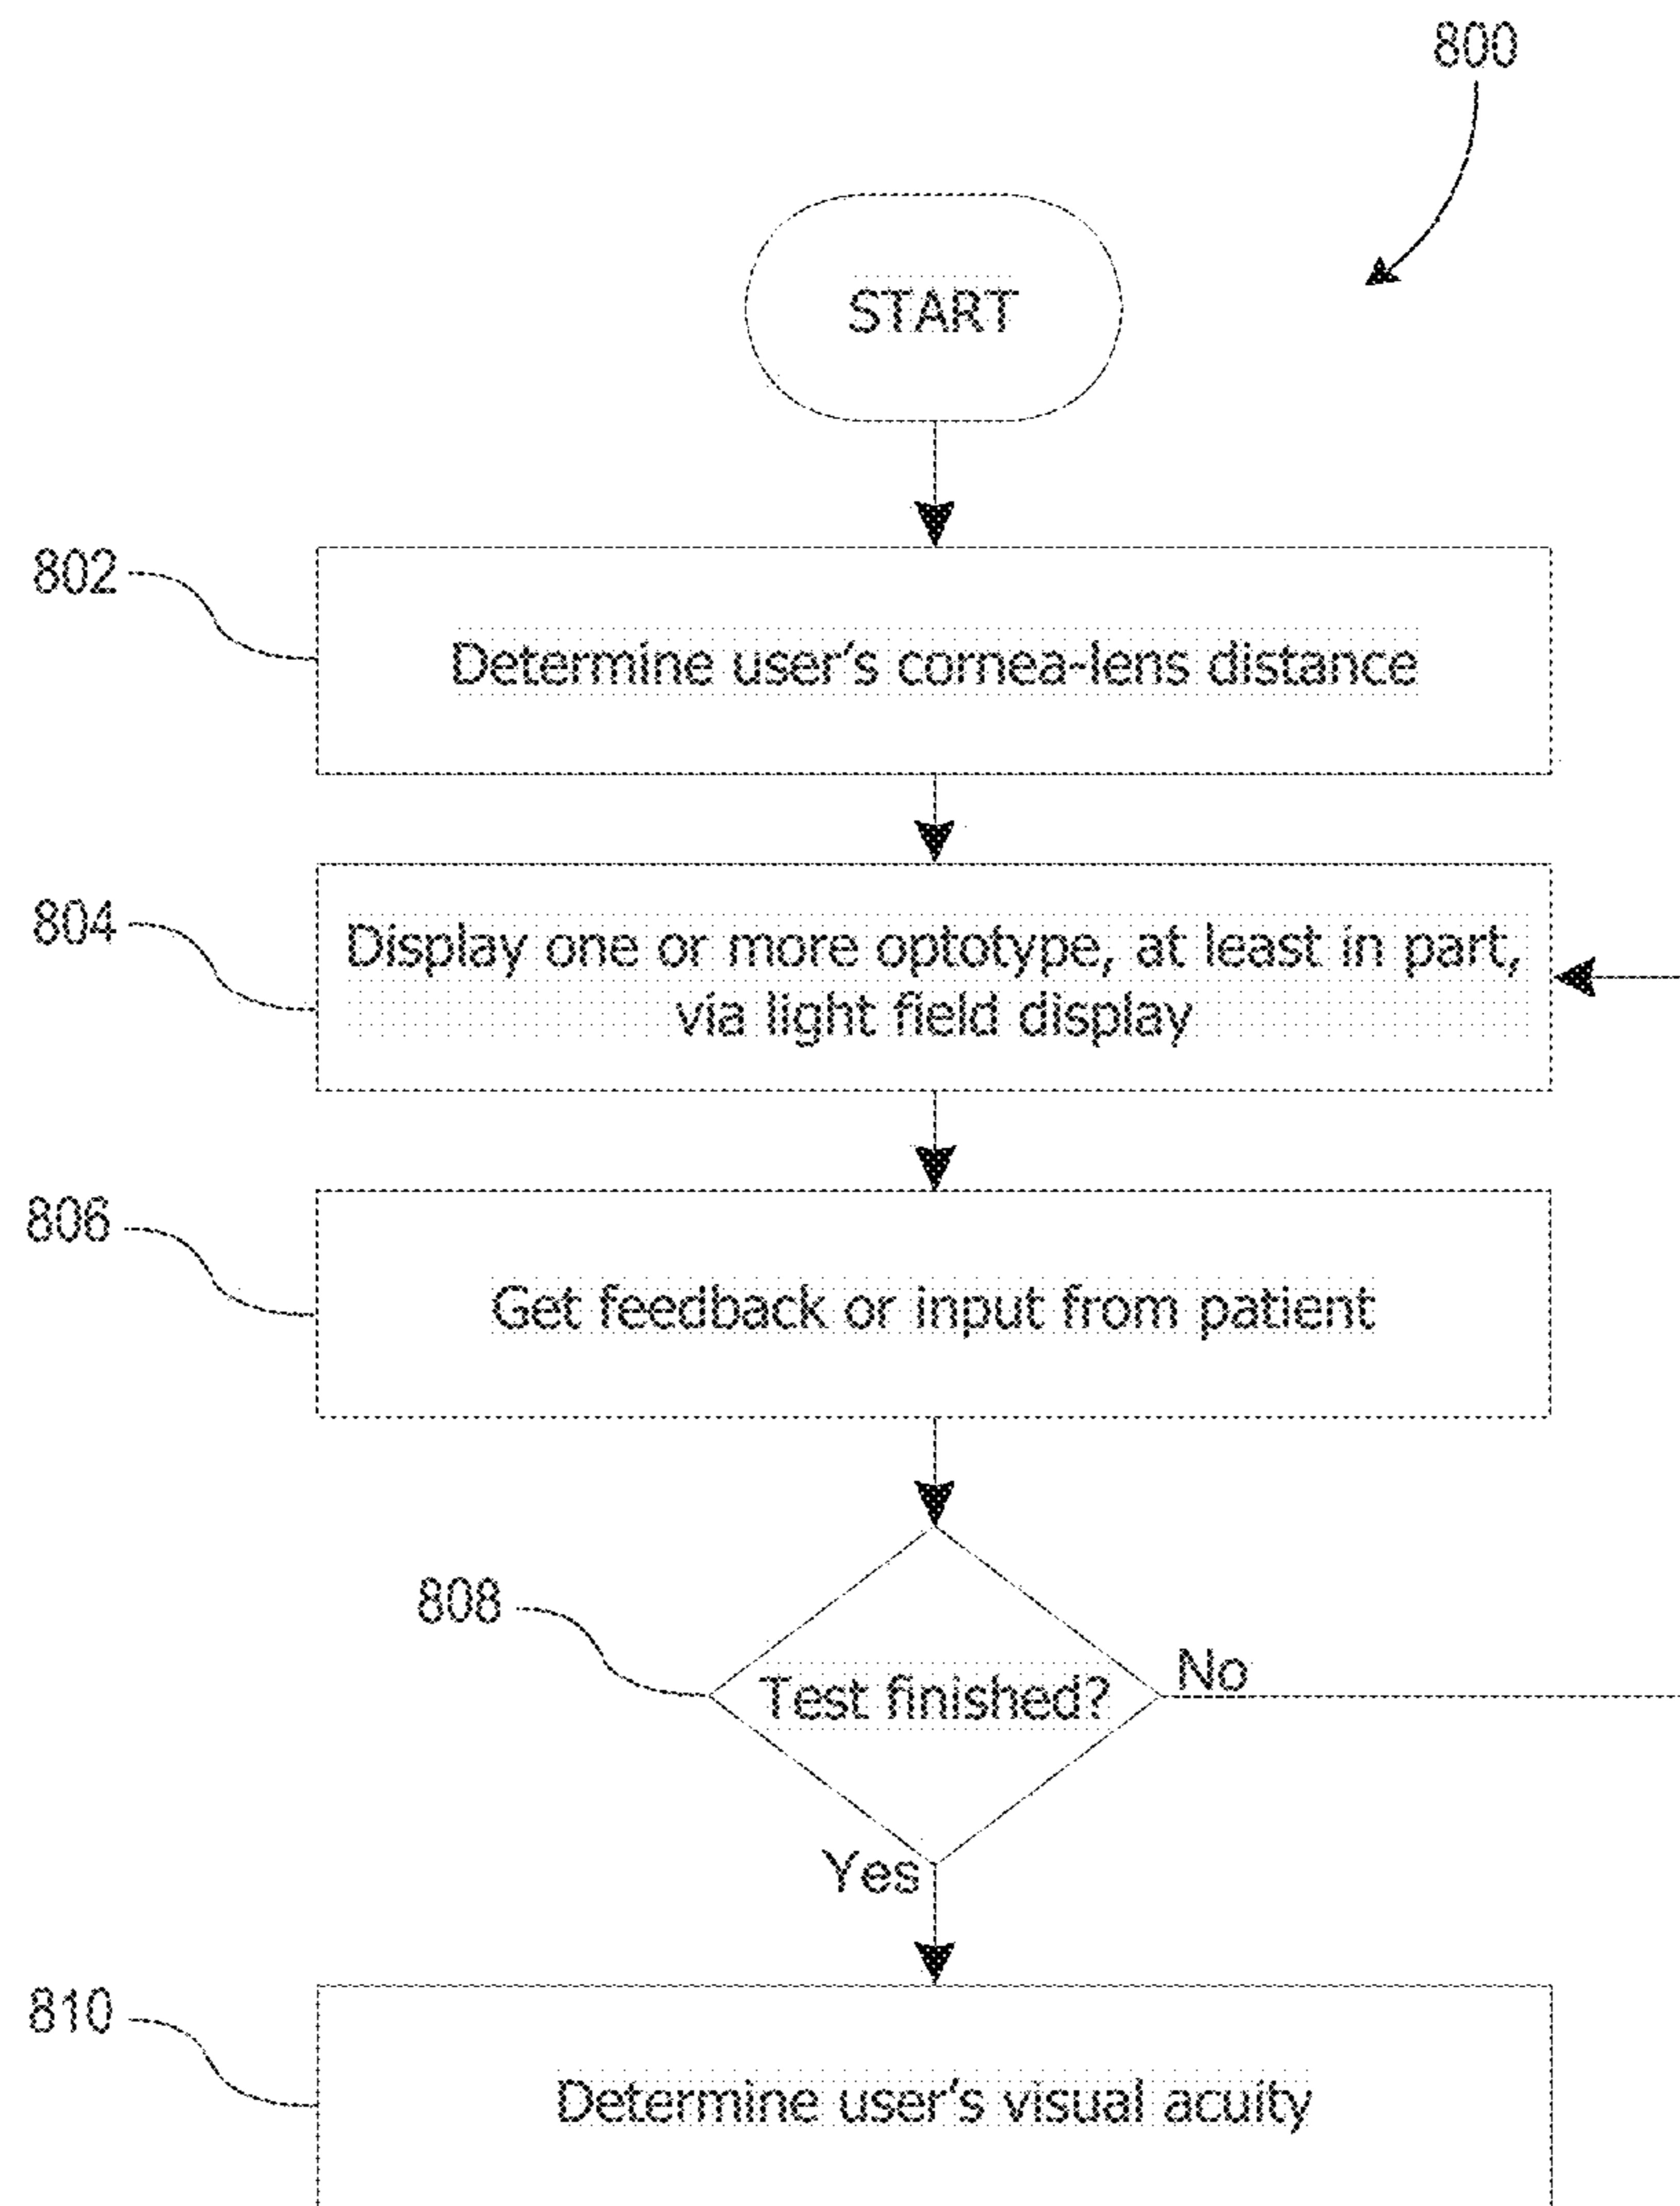 800
START
802
Determine user's cornea-lens distance
804
Display one or more optotype, at least in part,
via light field display
806
Get feedback or input from patient
808
Test finished?
No
Yes
810
Determine user's visual acuity